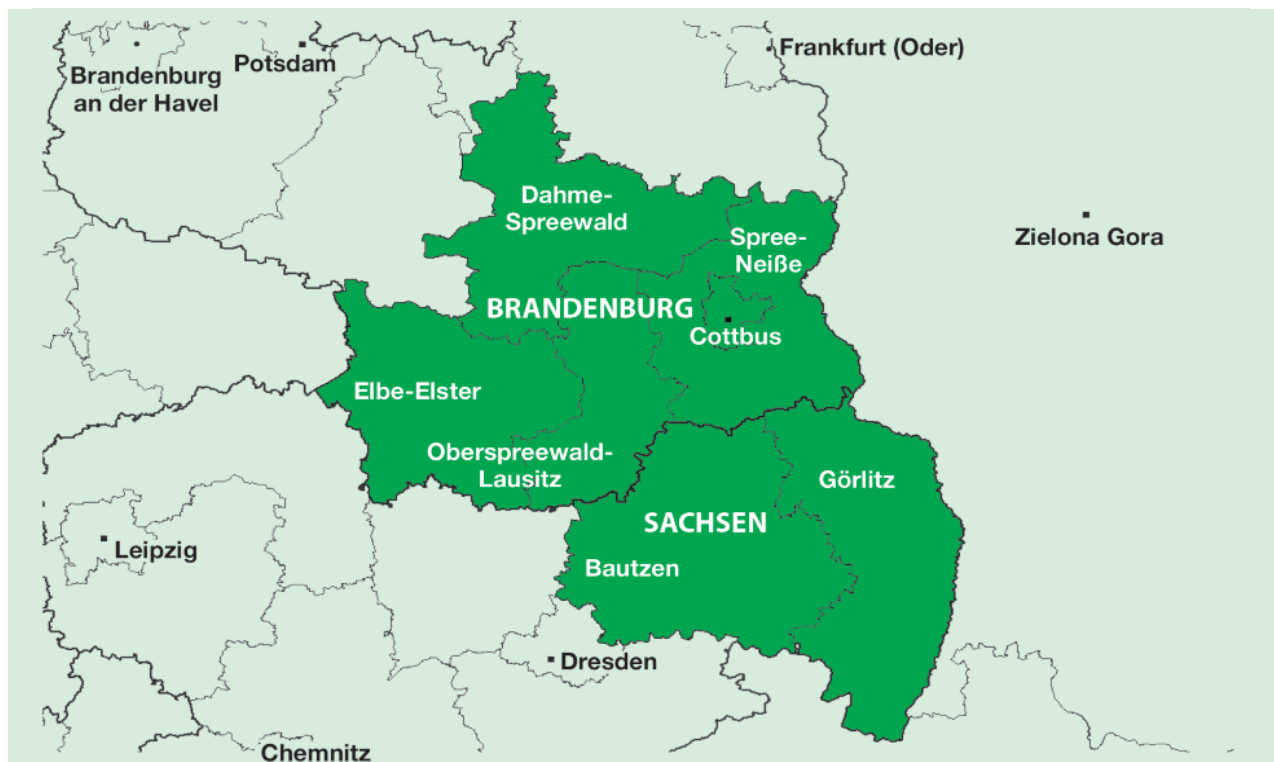 Frankfurt (Oder)
Potsdam
Brandenburg
an der Havel
Dahme-
Spreewald
Spree-
Neiße
Zielona Gora
BRANDENBURG
Cottbus
Elbe-Elster
Oberspreewald-
Lausitz
Görlitz
SACHSEN
Leipzig
Bautzen
Dresden
Chemnitz